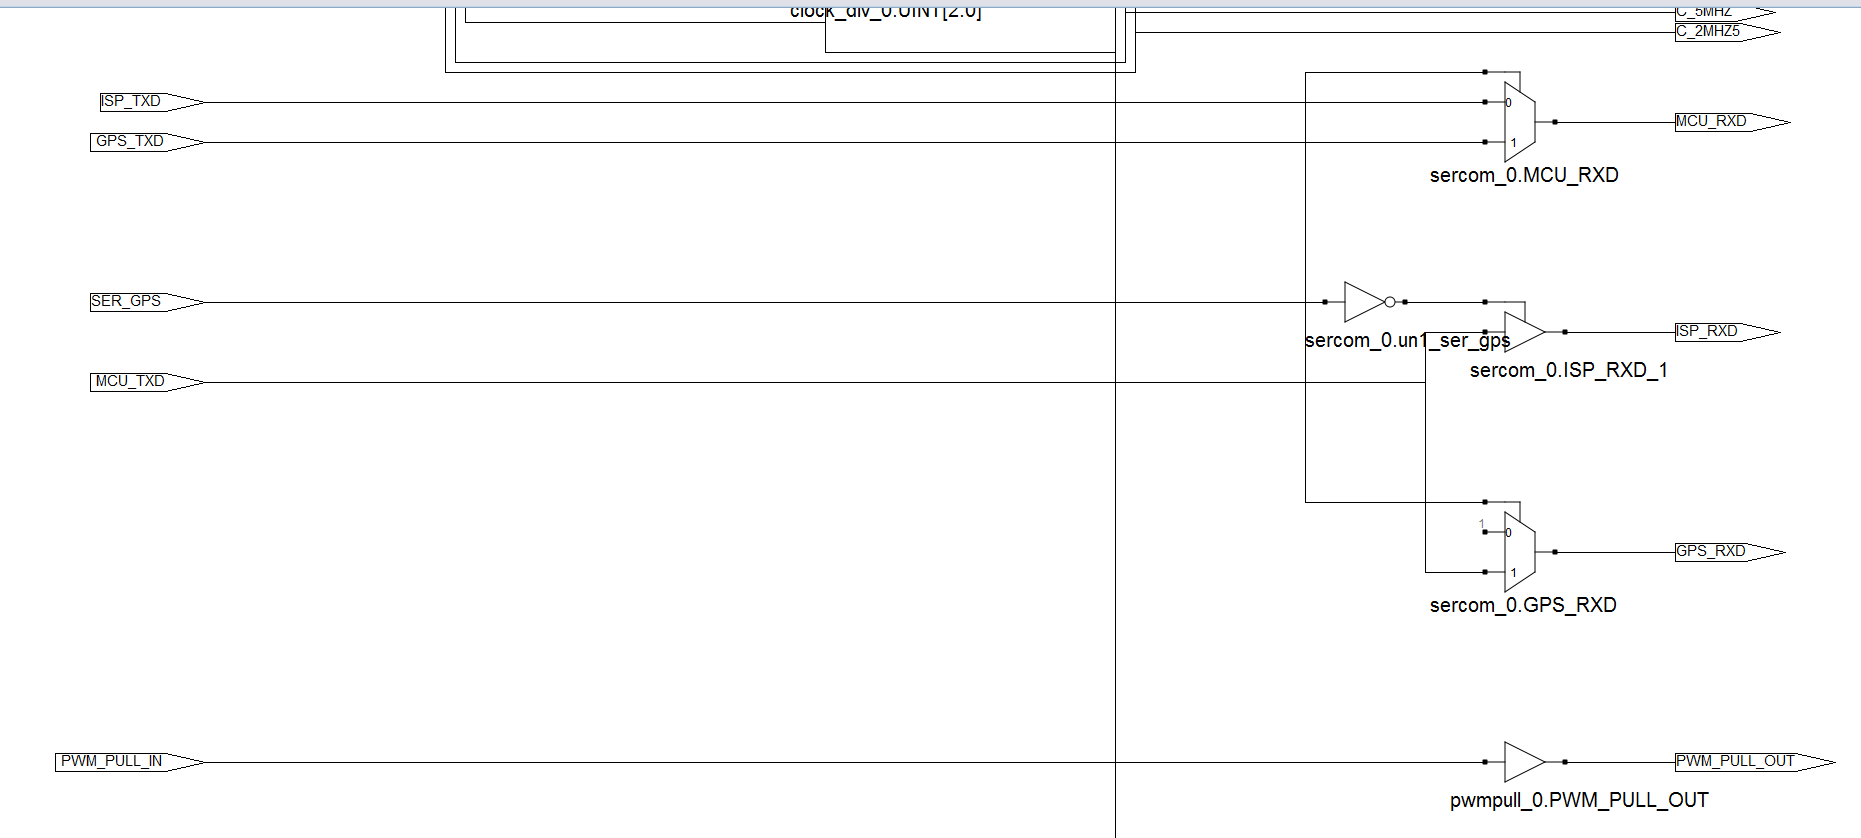 clock_div_0.UINT[2:0]
C_5MHZ
C_2MHZ5
ISP_TXD
0
MCU_RXD
GPS_TXD
1
sercom_0.MCU_RXD
SER_GPS
sercom_0.un1_ser_gps
ISP_RXD
sercom_0.ISP_RXD_1
MCU_TXD
1
0
GPS_RXD
1
sercom_0.GPS_RXD
PWM_PULL_IN
PWM_PULL_OUT
pwmpull_0.PWM_PULL_OUT